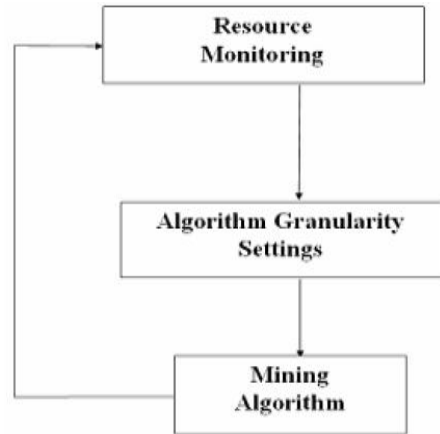 Resource
Monitoring
Algorithm Granularity
Settings
Mining
Algorithm